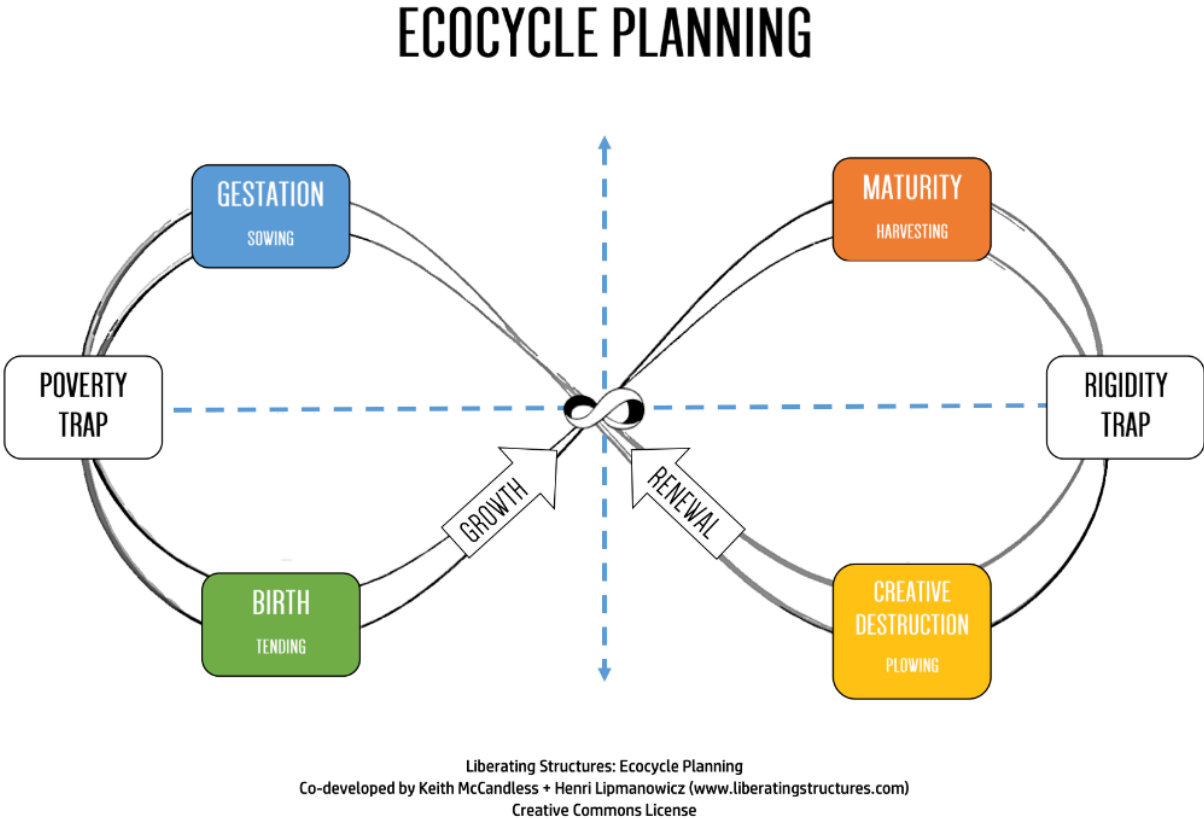 ECOCYCLE PLANNING
GESTATION
SOWING
MATURITY
HARVESTING
POVERTY
TRAP
RIGIDITY
TRAP
GROWTH
RENEWAL
BIRTH
TENDING
CREATIVE
DESTRUCTION
PLOWING
Liberating Structures: Ecocycle Planning
Co-developed by Keith McCandless + Henri Lipmanowicz (www.liberatingstructures.com)
Creative Commons License